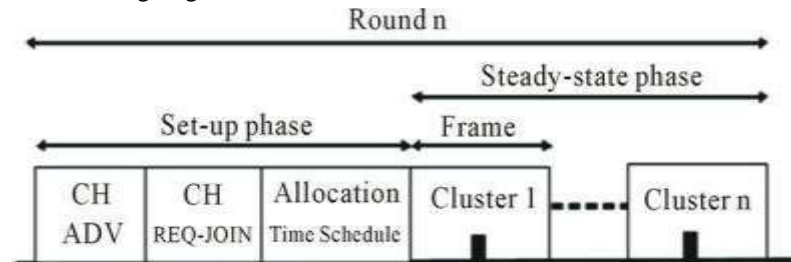 Round n
Steady-state phase
Set-up phase
Frame
CH
ADV
CH
REQ-JOIN
Allocation
Time Schedule
Cluster 1
Cluster n